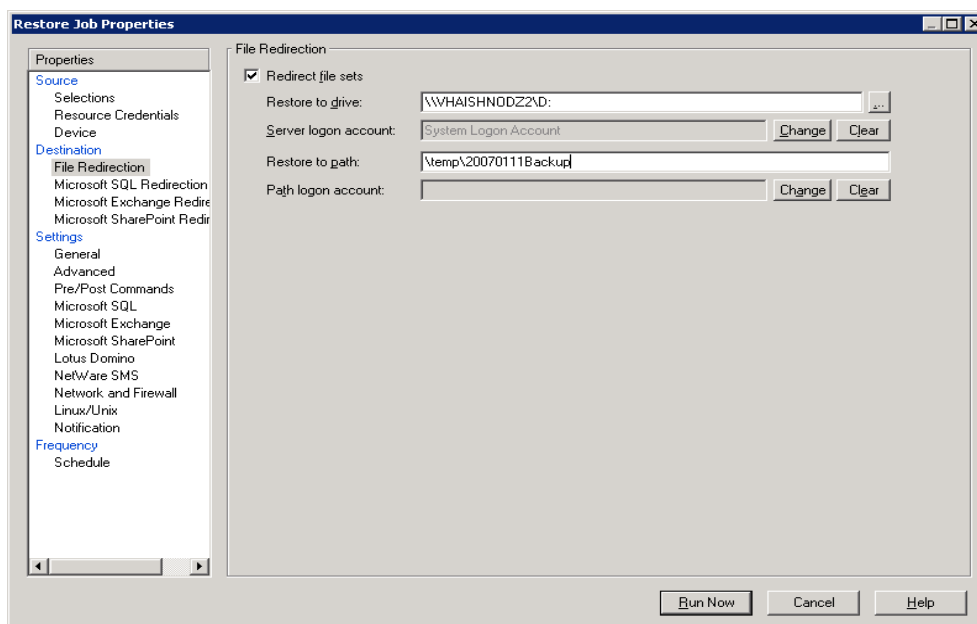 Restore Job Properties
Properties
Source
Selections
Resource Credentials
Device
Destination
File Redirection
Microsoft SQL Redirection
Microsoft Exchange Redire
Microsoft SharePoint Redir
Settings
General
Advanced
Pre/Post Commands
Microsoft SQL
Microsoft Exchange
Microsoft SharePoint
Lotus Domino
NetWare SMS
Network and Firewall
Linux/Unix
Notification
Frequency
Schedule
File Redirection
Redirect file sets
Restore to drive: \\VHAISHNODZ2\D: ...
Server logon account: System Logon Account Change Clear
Restore to path: \temp\20070111Backup
Path logon account: Change Clear
Run Now Cancel Help